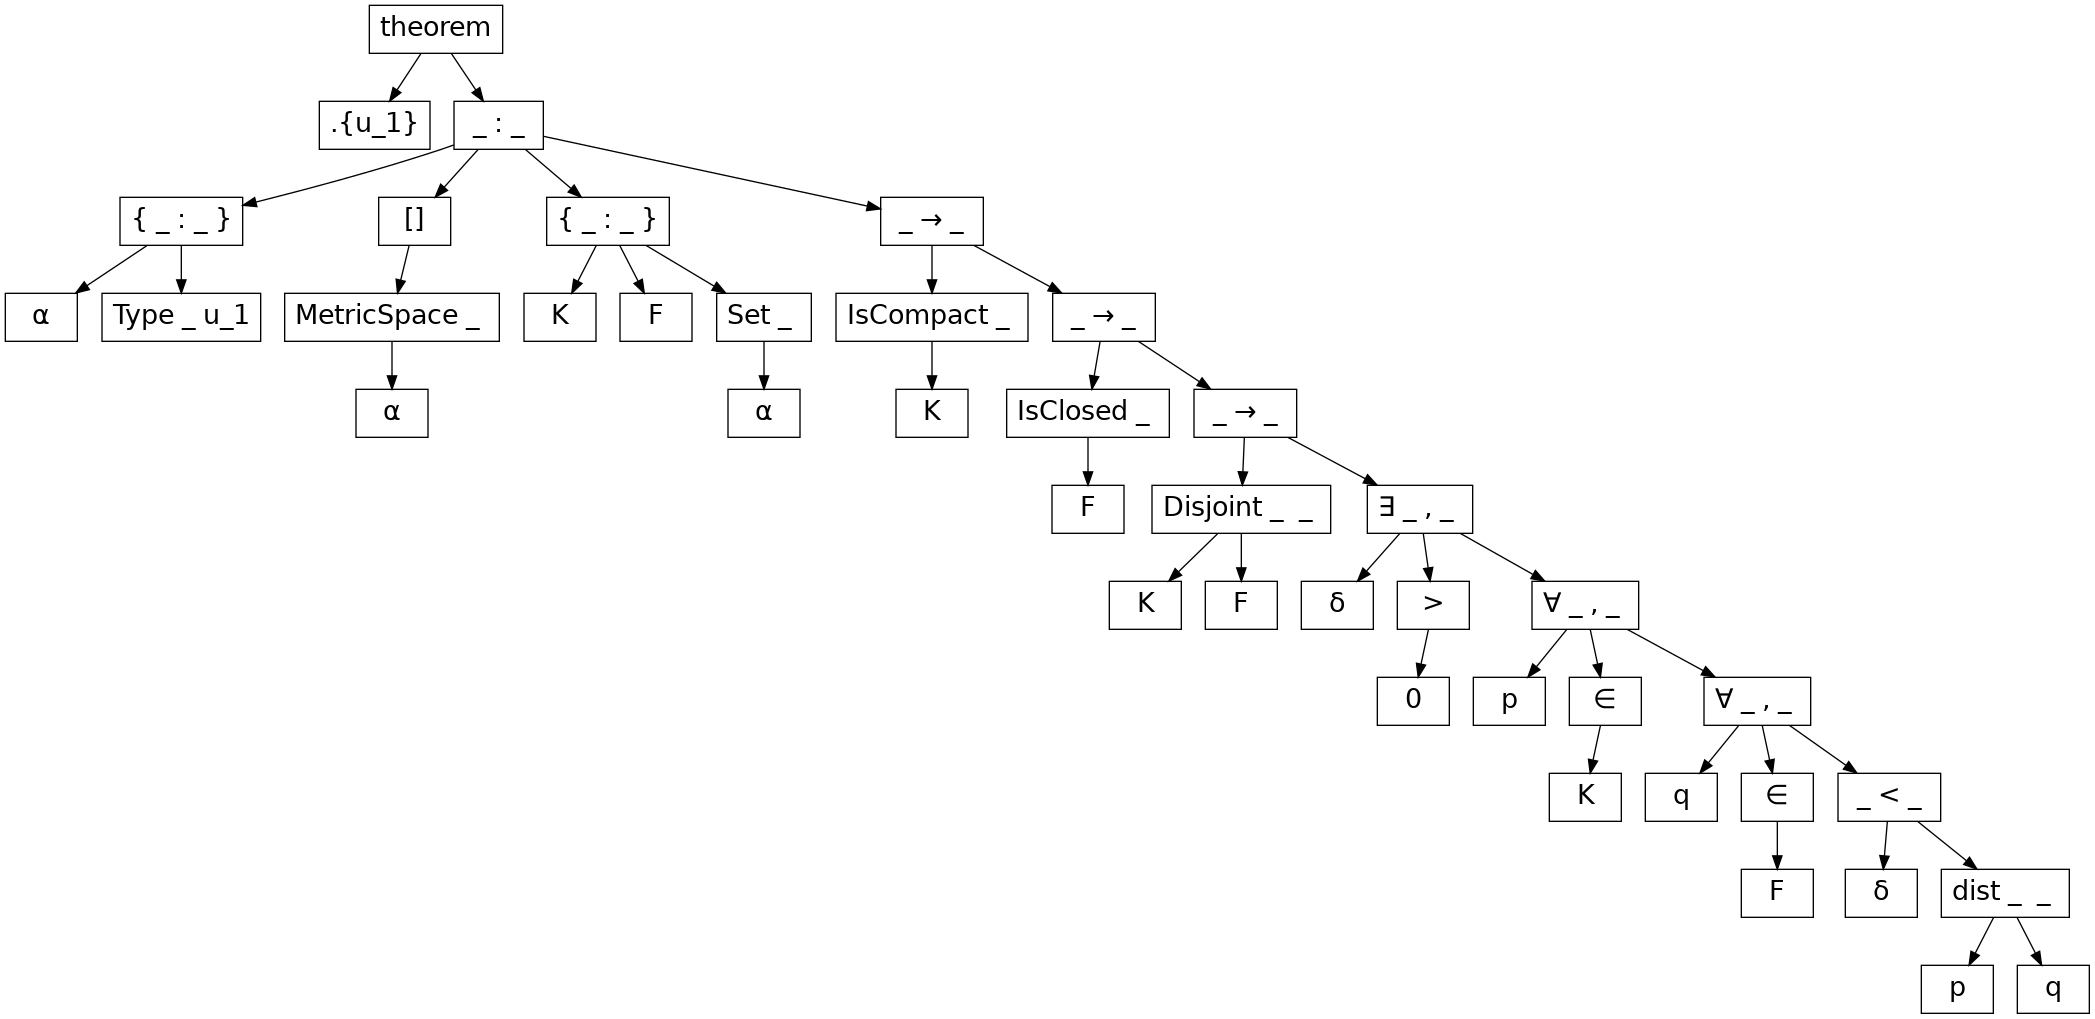 theorem
.{u_1} _ : _
{ _ : _ } [] { _ : _ } _ → _
α Type _ u_1 MetricSpace _ K F Set _ IsCompact _ _ → _
α α K IsClosed _ _ → _
F Disjoint _ _ ∃ _ , _
K F δ > ∀ _ , _
0 p ∈ ∀ _ , _
K q ∈ _ < _
F δ dist _ _
p q